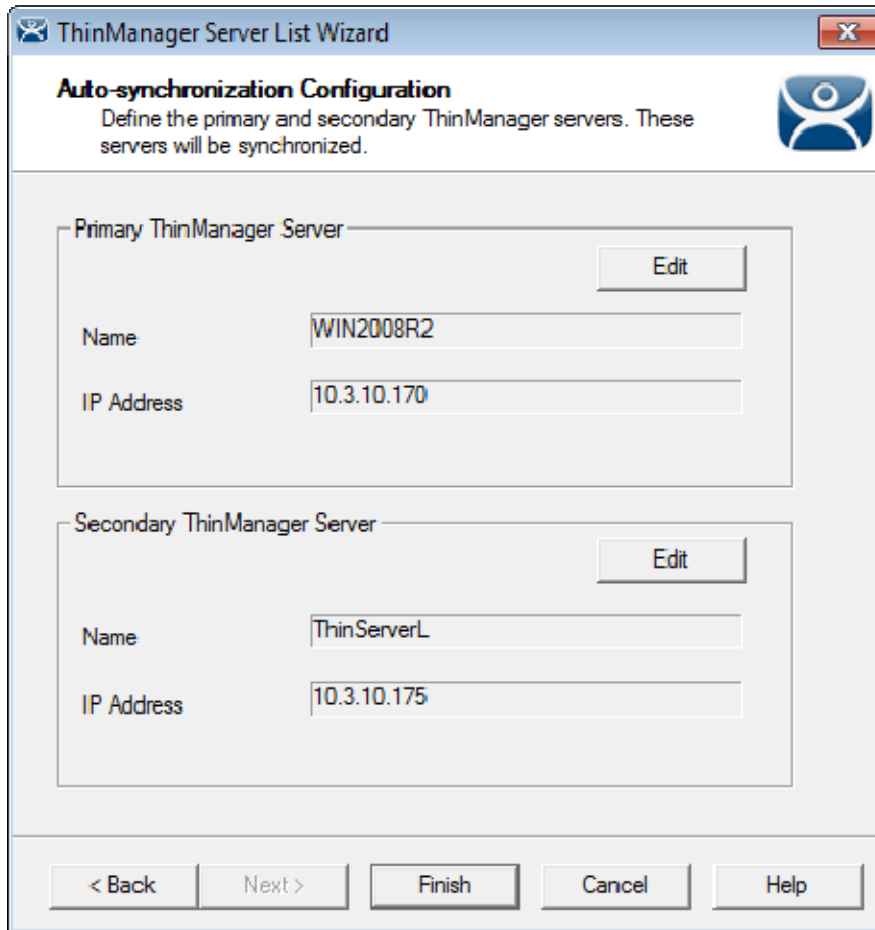 ThinManager Server List Wizard
Auto-synchronization Configuration
Define the primary and secondary ThinManager servers. These
servers will be synchronized.
Primary ThinManager Server
Edit
Name WIN2008R2
IP Address 10.3.10.170
Secondary ThinManager Server
Edit
Name ThinServerL
IP Address 10.3.10.175
< Back Next > Finish Cancel Help